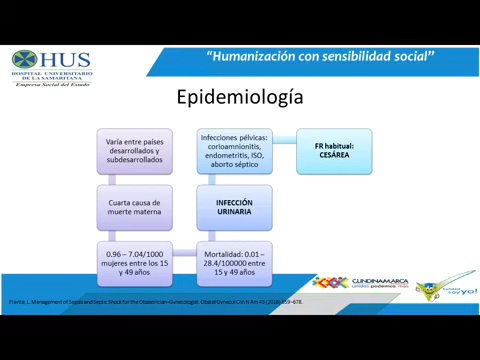 HUS
HOSPITAL UNIVERSITARIO
DE LA SAMARITANA
Empresa Social del Estado
“Humanización con sensibilidad social”
Epidemiología
Varía entre países
desarrollados y
subdesarrollados
Cuarta causa de
muerte materna
0.96 – 7.04/1000
mujeres entre los 15
y 49 años
Mortalidad: 0.01 –
28.4/100000 entre
15 y 49 años
INFECCIÓN
URINARIA
Infecciones pélvicas:
corioamnionitis,
endometritis, ISO,
aborto séptico
FR habitual:
CESÁREA
CUNDINAMARCA
unidos podemos más
soy yo!
L. Management of Sepsis and Septic Shock for the Obstetrician–Gynecologist. Obstet Gynecol Clin N Am 43 (2016) 659–678.